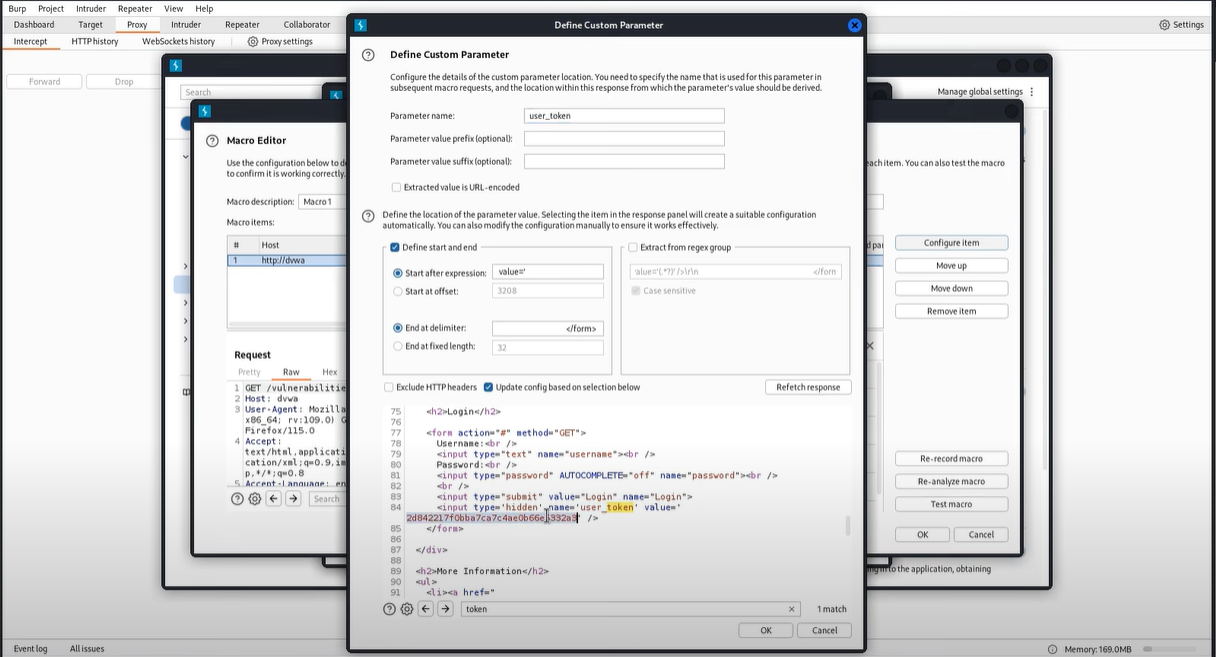 Burp Project Intruder Repeater View Help
Dashboard Target Proxy Intruder Repeater Collaborator
Settings
Intercept HTTP history WebSockets history Proxy settings
Forward Drop
Search
Manage global settings
Macro Editor
Use the configuration below to
to confirm it is working correctly.
each item. You can also test the macro
Macro description: Macro 1
Macro items:
# Host
1 http://dvwa
Configure item
Move up
Move down
Remove item
Re-record macro
Re-analyze macro
Test macro
OK Cancel
Request
Pretty Raw Hex
1 GET /vulnerabilitie
2 Host: dvwa
3 User-Agent: Mozilla
x86_64; rv:109.0) G
Firefox/115.0
4 Accept:
text/html,applicati
cation/xml;q=0.9,im
p,*/*;q=0.8
5 Accept-Language: en
Search
to the application, obtaining
Define Custom Parameter
Define Custom Parameter
Configure the details of the custom parameter location. You need to specify the name that is used for this parameter in
subsequent macro requests, and the location within this response from which the parameter's value should be derived.
Parameter name: user_token
Parameter value prefix (optional):
Parameter value suffix (optional):
Extracted value is URL-encoded
Define the location of the parameter value. Selecting the item in the response panel will create a suitable configuration
automatically. You can also modify the configuration manually to ensure it works effectively.
Define start and end
Start after expression: value='
Start at offset: 3208
End at delimiter: </form>
End at fixed length: 32
Extract from regex group
value='(.*?)' />\r\n </forn
Case sensitive
Exclude HTTP headers Update config based on selection below Refetch response
75 <h2>Login</h2>
76
77 <form action="#" method="GET">
78 Username:<br />
79 <input type="text" name="username"><br />
80 Password:<br />
81 <input type="password" AUTOCOMPLETE="off" name="password"><br />
82 <br />
83 <input type="submit" value="Login" name="Login">
84 <input type='hidden' name='user_token' value='
/>
85 </form>
86
87 </div>
88
89 <h2>More Information</h2>
90 <ul>
91 <li><a href="
token 1 match
OK Cancel
Event log All issues
Memory: 169.0MB